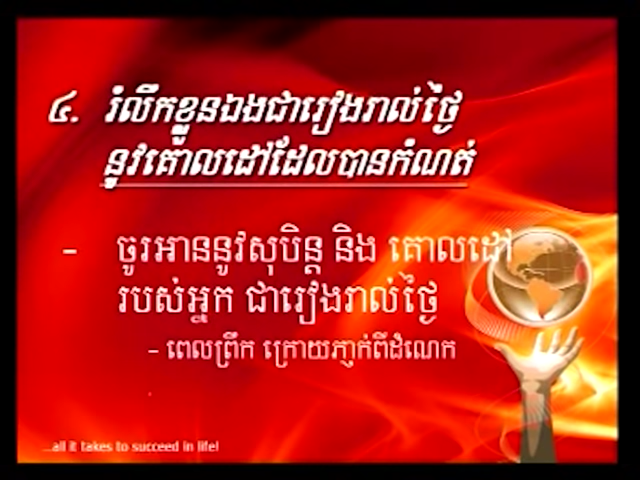 ៤. រំលឹកខ្លួនឯងជារៀងរាល់ថ្ងៃ
នូវគោលដៅដែលបានកំណត់
- ចូរអាននូវសុបិន្ត និង គោលដៅ
របស់អ្នក ជារៀងរាល់ថ្ងៃ
- ពេលព្រឹក ក្រោយភ្ញាក់ពីដំណេក
...all it takes to succeed in life!